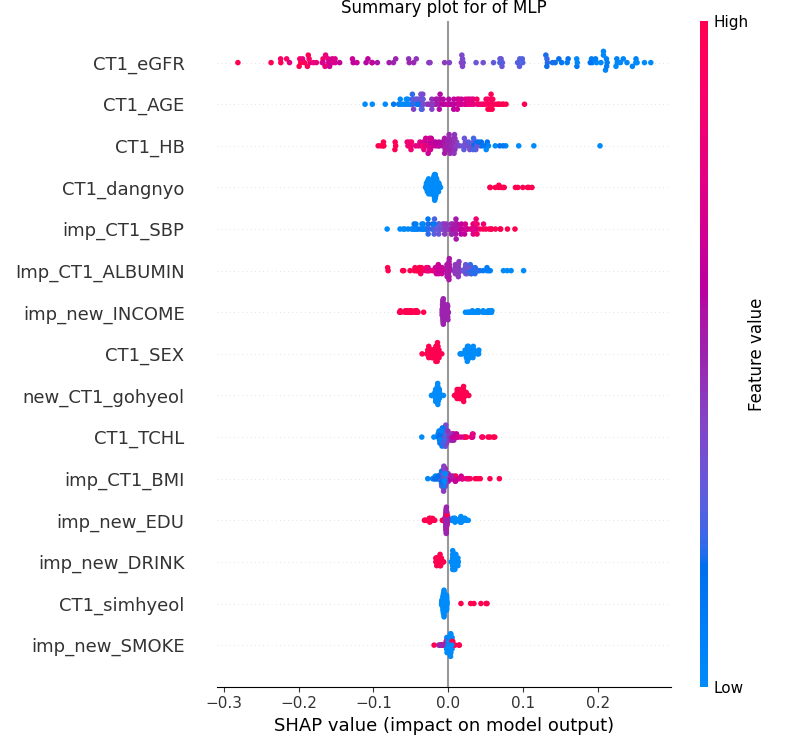 Summary plot for of MLP
High
CT1_eGFR
CT1_AGE
CT1_HB
CT1_dangnyo
imp_CT1_SBP
Imp_CT1_ALBUMIN
imp_new_INCOME
CT1_SEX
new_CT1_gohyeol
CT1_TCHL
imp_CT1_BMI
imp_new_EDU
imp_new_DRINK
CT1_simhyeol
imp_new_SMOKE
Feature value
Low
−0.3 −0.2 −0.1 0.0 0.1 0.2
SHAP value (impact on model output)